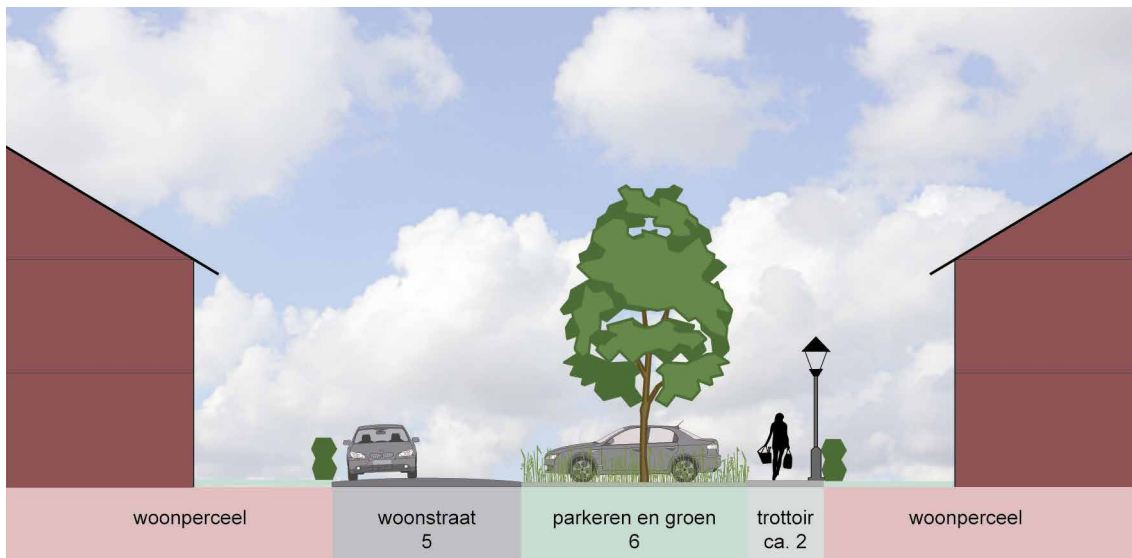 woonperceel
woonstraat
5
parkeren en groen
6
trottoir
ca. 2
woonperceel